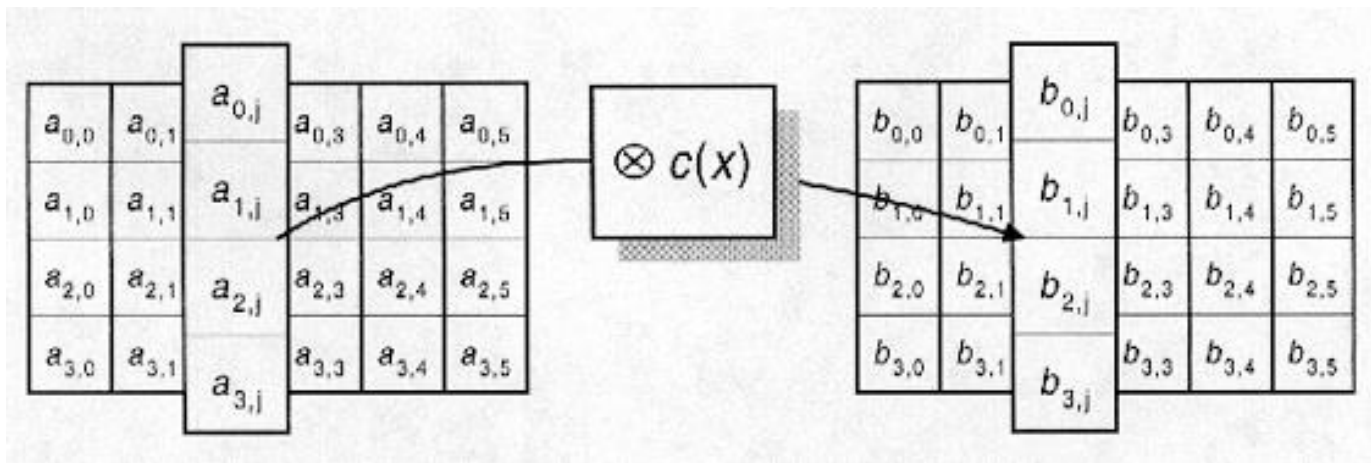 a0,j b0,j
a0,0 a0,1 a0,3 a0,4 a0,5 b0,0 b0,1 b0,3 b0,4 b0,5
⊗ c(x)
a1,0 a1,1 a1,j a1,3 a1,4 a1,5 b1,0 b1,1 b1,j b1,3 b1,4 b1,5
a2,0 a2,1 a2,j a2,3 a2,4 a2,5 b2,0 b2,1 b2,j b2,3 b2,4 b2,5
a3,0 a3,1 a3,j a3,3 a3,4 a3,5 b3,0 b3,1 b3,j b3,3 b3,4 b3,5